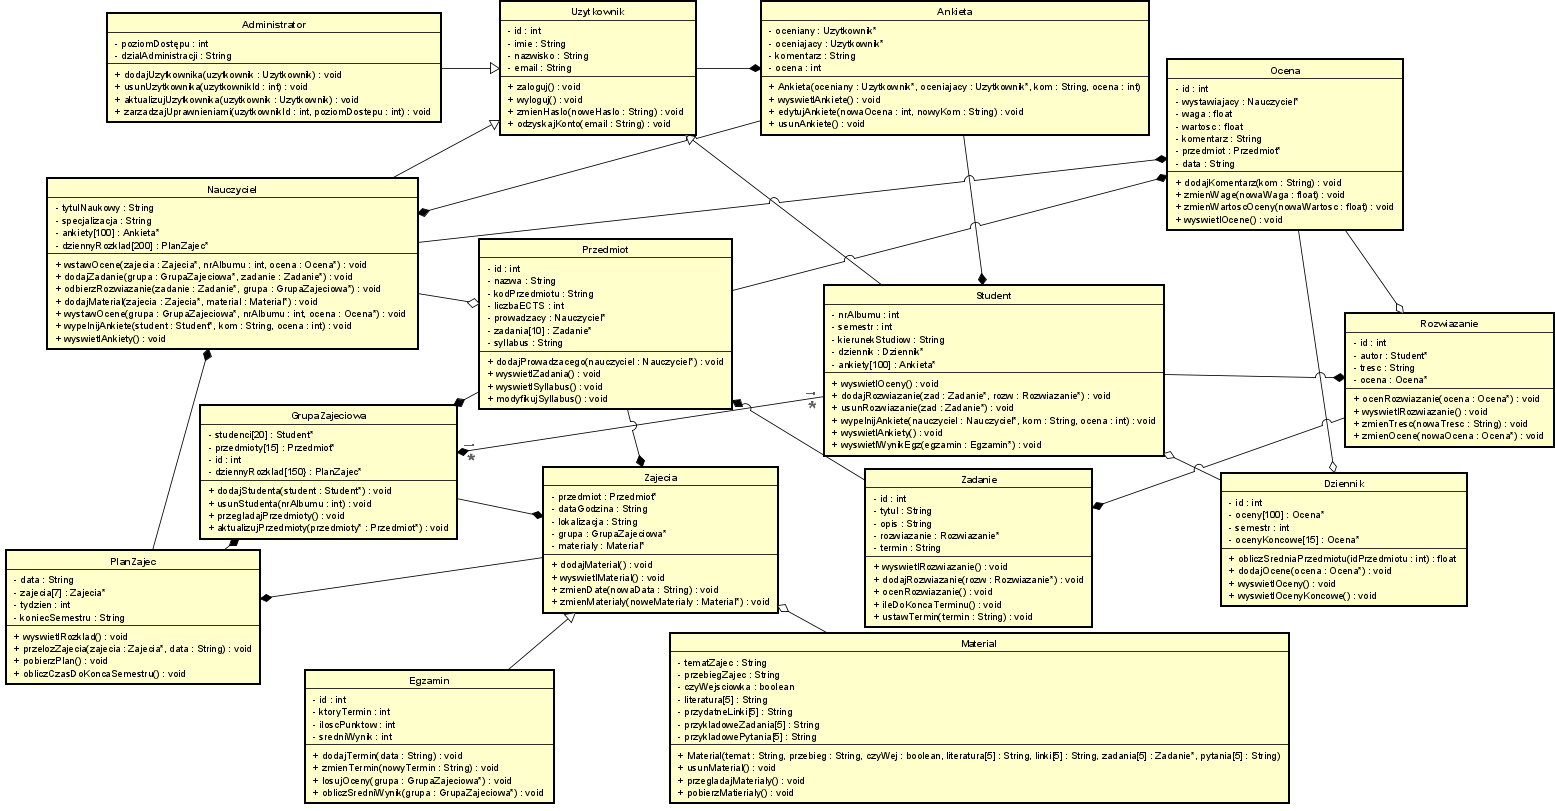 Administrator
- poziomDostępu : int
- dzialAdministracji : String
+ dodajUzytkownika(uzytkownik : Uzytkownik) : void
+ usunUzytkownika(uzytkownikId : int) : void
+ aktualizujUzytkownika(uzytkownik : Uzytkownik) : void
+ zarzadzajUprawnieniami(uzytkownikId : int, poziomDostepu : int) : void
Uzytkownik
- id : int
- imie : String
- nazwisko : String
- email : String
+ zaloguj() : void
+ wyloguj() : void
+ zmienHaslo(noweHaslo : String) : void
+ odzyskajKonto(email : String) : void
Ankieta
- oceniany : Uzytkownik*
- oceniajacy : Uzytkownik*
- komentarz : String
- ocena : int
+ Ankieta(oceniany : Uzytkownik*, oceniajacy : Uzytkownik*, kom : String, ocena : int)
+ wyswietlAnkiete() : void
+ edytujAnkiete(nowaOcena : int, nowyKom : String) : void
+ usunAnkiete() : void
Ocena
- id : int
- wystawiajacy : Nauczyciel*
- waga : float
- wartosc : float
- komentarz : String
- przedmiot : Przedmiot*
- data : String
+ dodajKomentarz(kom : String) : void
+ zmienWage(nowaWaga : float) : void
+ zmienWartoscOceny(nowaWartosc : float) : void
+ wyswietlOcene() : void
Nauczyciel
- tytulNaukowy : String
- specjalizacja : String
- ankiety[100] : Ankieta*
- dziennyRozklad[200] : PlanZajec*
+ wstawOcene(zajecia : Zajecia*, nrAlbumu : int, ocena : Ocena*) : void
+ dodajZadanie(grupa : GrupaZajeciowa*, zadanie : Zadanie*) : void
+ odbierzRozwiazanie(zadanie : Zadanie*, grupa : GrupaZajeciowa*) : void
+ dodajMaterial(zajecia : Zajecia*, material : Material*) : void
+ wystawOcene(grupa : GrupaZajeciowa*, nrAlbumu : int, ocena : Ocena*) : void
+ wypelnijAnkiete(student : Student*, kom : String, ocena : int) : void
+ wyswietlAnkiety() : void
Przedmiot
- id : int
- nazwa : String
- kodPrzedmiotu : String
- liczbaECTS : int
- prowadzacy : Nauczyciel*
- zadania[10] : Zadanie*
- syllabus : String
+ dodajProwadzacego(nauczyciel : Nauczyciel*) : void
+ wyswietlZadania() : void
+ wyswietlSyllabus() : void
+ modyfikujSyllabus() : void
Student
- nrAlbumu : int
- semestr : int
- kierunekStudiow : String
- dziennik : Dziennik*
- ankiety[100] : Ankieta*
+ wyswietlOceny() : void
+ dodajRozwiazanie(zad : Zadanie*, rozw : Rozwiazanie*) : void
+ usunRozwiazanie(zad : Zadanie*) : void
+ wypelnijAnkiete(nauczyciel : Nauczyciel*, kom : String, ocena : int) : void
+ wyswietlAnkiety() : void
+ wyswietlWynikEgz(egzamin : Egzamin*) : void
Rozwiazanie
- id : int
- autor : Student*
- tresc : String
- ocena : Ocena*
+ ocenRozwiazanie(ocena : Ocena*) : void
+ wyswietlRozwiazanie() : void
+ zmienTresc(nowaTresc : String) : void
+ zmienOcene(nowaOcena : Ocena*) : void
*
*
GrupaZajeciowa
- studenci[20] : Student*
- przedmioty[15] : Przedmiot*
- id : int
- dziennyRozklad[150} : PlanZajec*
+ dodajStudenta(student : Student*) : void
+ usunStudenta(nrAlbumu : int) : void
+ przegladajPrzedmioty() : void
+ aktualizujPrzedmioty(przedmioty* : Przedmiot*) : void
Zajecia
- przedmiot : Przedmiot*
- dataGodzina : String
- lokalizacja : String
- grupa : GrupaZajeciowa*
- materialy : Material*
+ dodajMaterial() : void
+ wyswietlMaterial() : void
+ zmienDate(nowaData : String) : void
+ zmienMaterialy(noweMaterialy : Material*) : void
Zadanie
- id : int
- tytul : String
- opis : String
- rozwiazanie : Rozwiazanie*
- termin : String
+ wyswietlRozwiazanie() : void
+ dodajRozwiazanie(rozw : Rozwiazanie*) : void
+ ocenRozwiazanie() : void
+ ileDoKoncaTerminu() : void
+ ustawTermin(termin : String) : void
Dziennik
- id : int
- oceny[100] : Ocena*
- semestr : int
- ocenyKoncowe[15] : Ocena*
+ obliczSredniaPrzedmiotu(idPrzedmiotu : int) : float
+ dodajOcene(ocena : Ocena*) : void
+ wyswietlOceny() : void
+ wyswietlOcenyKoncowe() : void
PlanZajec
- data : String
- zajecia[7] : Zajecia*
- tydzien : int
- koniecSemestru : String
+ wyswietlRozklad() : void
+ przelozZajecia(zajecia : Zajecia*, data : String) : void
+ pobierzPlan() : void
+ obliczCzasDoKoncaSemestru() : void
Egzamin
- id : int
- ktoryTermin : int
- iloscPunktow : int
- sredniWynik : int
+ dodajTermin(data : String) : void
+ zmienTermin(nowyTermin : String) : void
+ losujOceny(grupa : GrupaZajeciowa*) : void
+ obliczSredniWynik(grupa : GrupaZajeciowa*) : void
Material
- tematZajec : String
- przebiegZajec : String
- czyWejsciowka : boolean
- literatura[5] : String
- przydatneLinki[5] : String
- przykladoweZadania[5] : String
- przykladowePytania[5] : String
+ Material(temat : String, przebieg : String, czyWej : boolean, literatura[5] : String, linki[5] : String, zadania[5] : Zadanie*, pytania[5] : String)
+ usunMaterial() : void
+ przegladajMaterialy() : void
+ pobierzMatierialy() : void